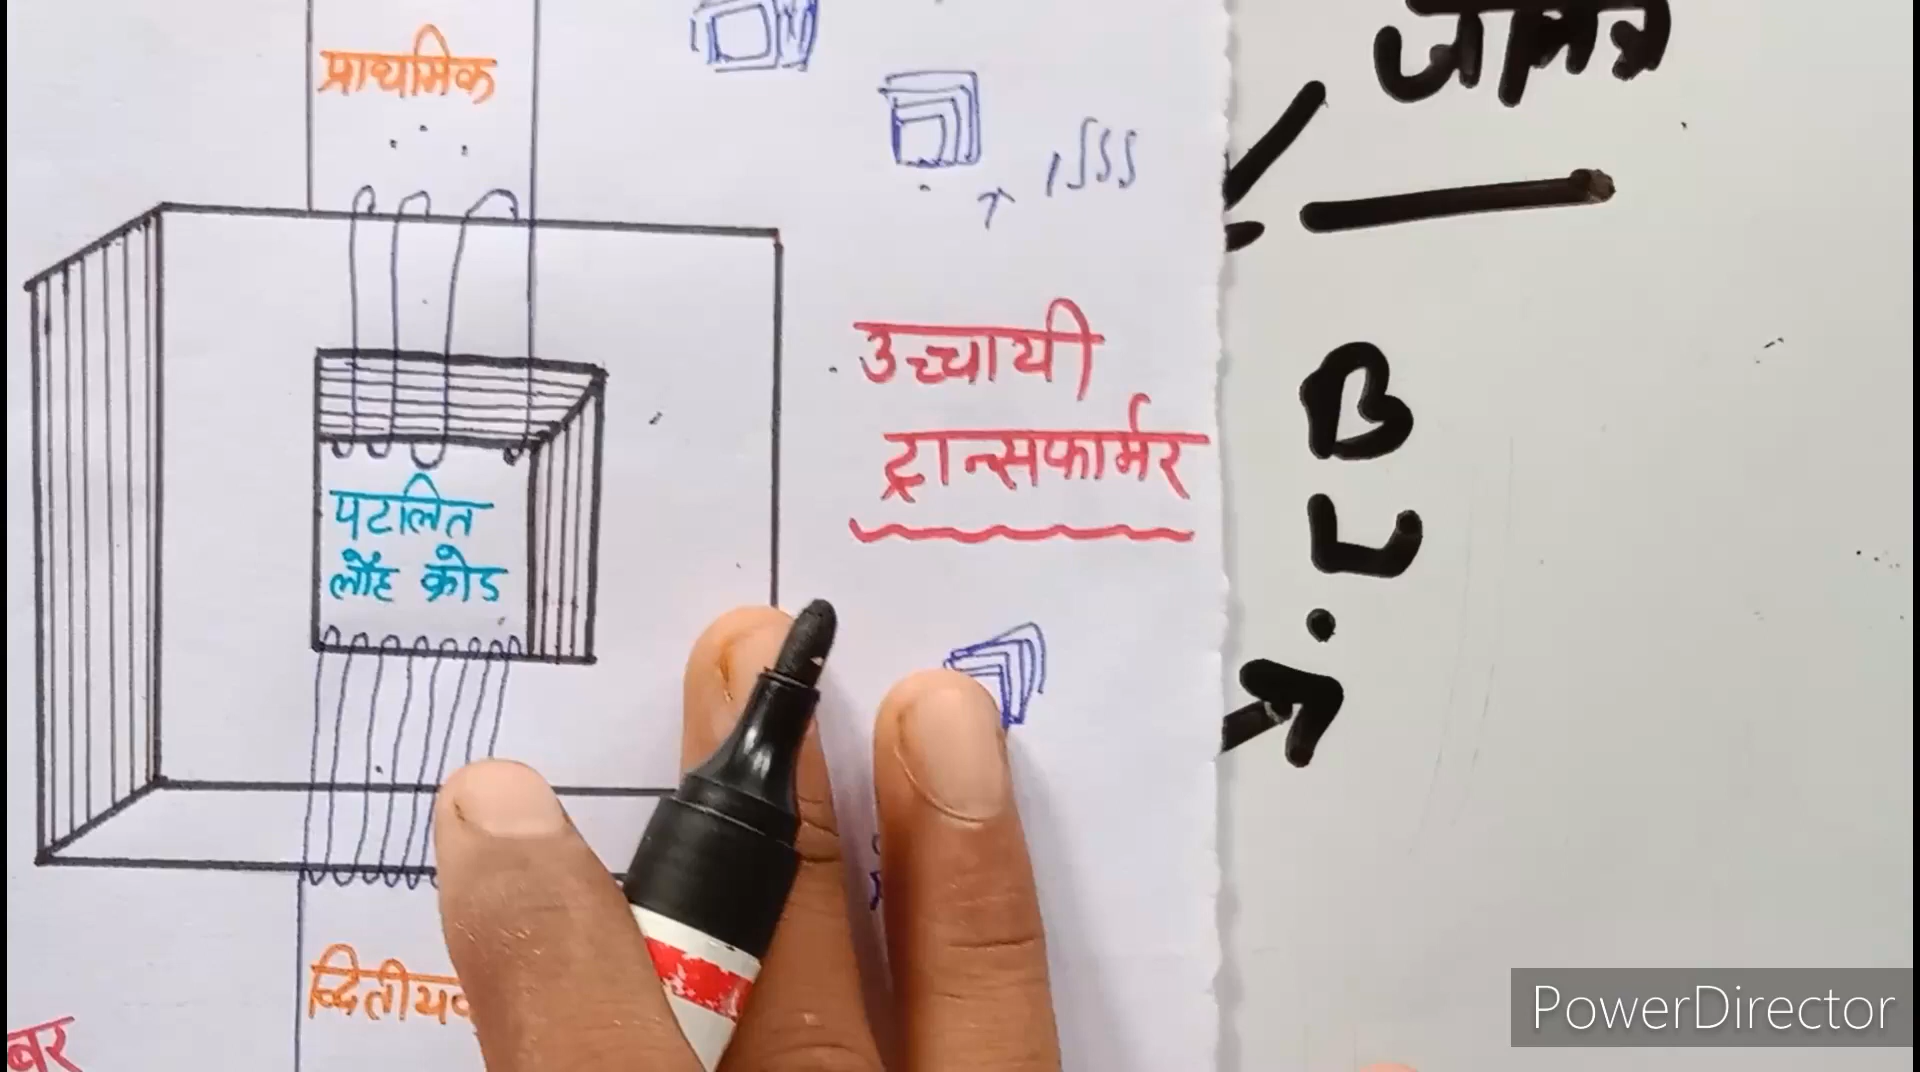 प्राथमिक
उच्चायी
ट्रान्सफार्मर
पटलित
लौह क्रोड
B
PowerDirector